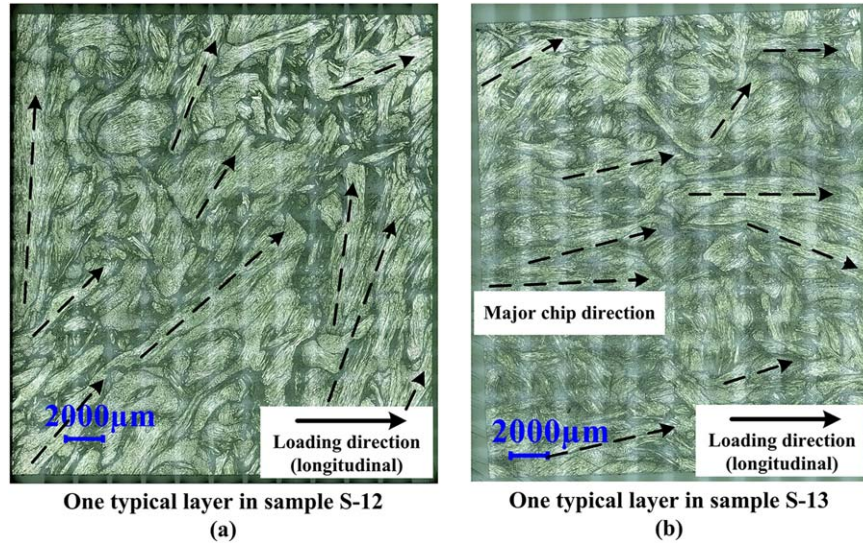 2000μm
Loading direction
(longitudinal)
One typical layer in sample S-12
(a)
Major chip direction
2000μm
Loading direction
(longitudinal)
One typical layer in sample S-13
(b)